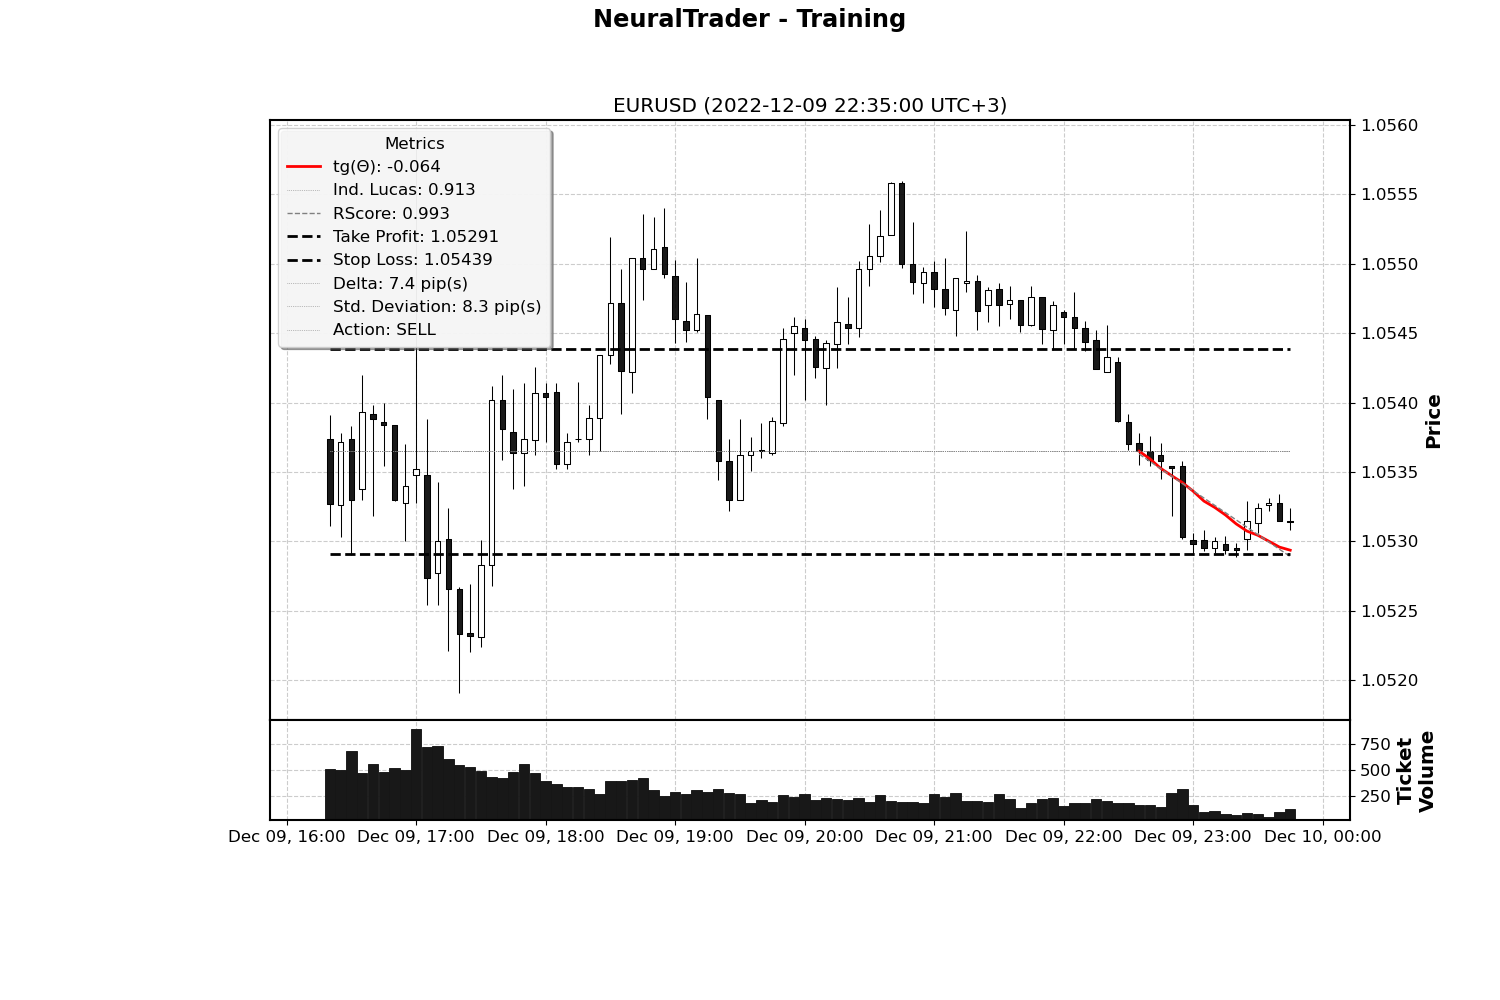 NeuralTrader - Training
EURUSD (2022-12-09 22:35:00 UTC+3)
Metrics
tg(Θ): -0.064
Ind. Lucas: 0.913
RScore: 0.993
Take Profit: 1.05291
Stop Loss: 1.05439
Delta: 7.4 pip(s)
Std. Deviation: 8.3 pip(s)
Action: SELL
1.0560
1.0555
1.0550
1.0545
1.0540
1.0535
1.0530
1.0525
1.0520
Price
750
500
250
Ticket
Volume
Dec 09, 16:00 Dec 09, 17:00 Dec 09, 18:00 Dec 09, 19:00 Dec 09, 20:00 Dec 09, 21:00 Dec 09, 22:00 Dec 09, 23:00 Dec 10, 00:00